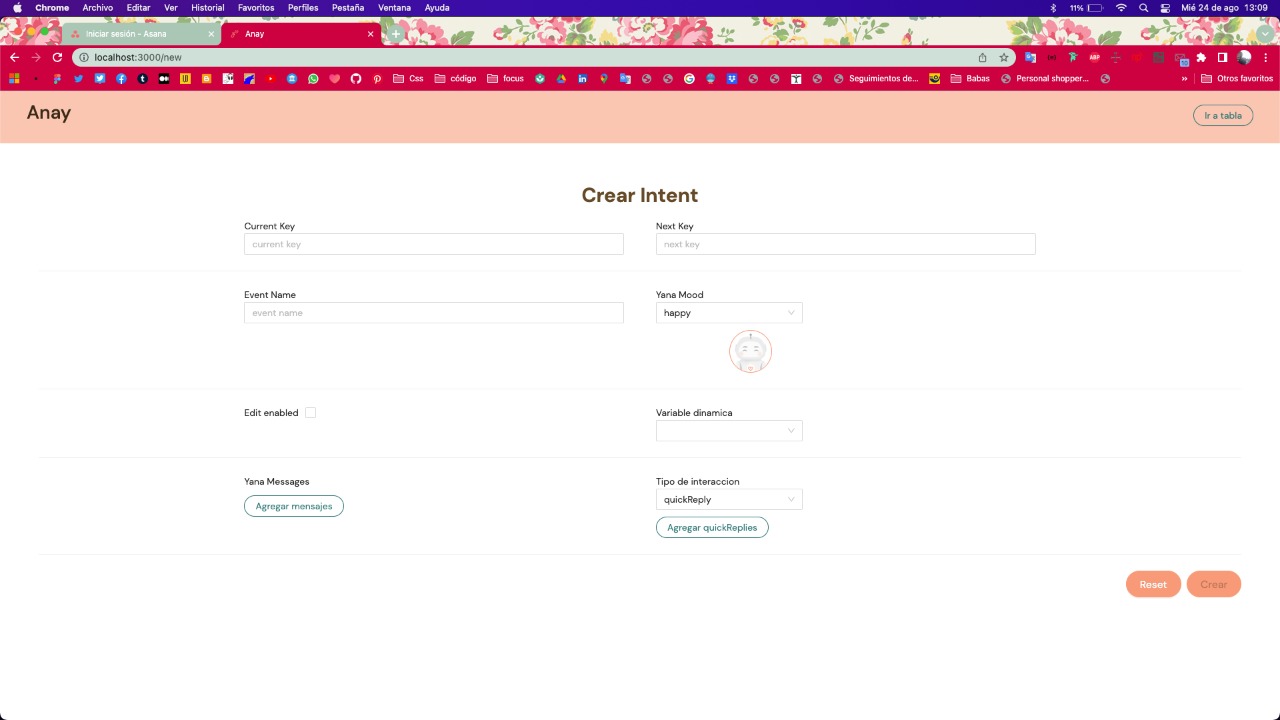 Chrome Archivo Editar Ver Historial Favoritos Perfiles Pestaña Ventana Ayuda 11% Mié 24 de ago 13:09
Iniciar sesión - Asana Anay
localhost:3000/new
Css código focus Seguimientos de... Babas Personal shopper... » Otros favoritos
Anay Ir a tabla
Crear Intent
Current Key Next Key
current key next key
Event Name Yana Mood
event name happy
Edit enabled Variable dinamica
Yana Messages Tipo de interaccion
quickReply
Agregar mensajes
Agregar quickReplies
Reset Crear